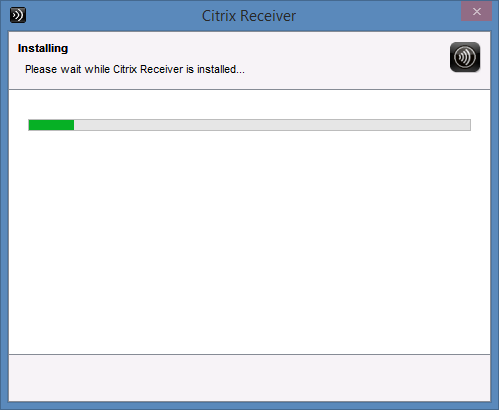 Citrix Receiver
Installing
Please wait while Citrix Receiver is installed...